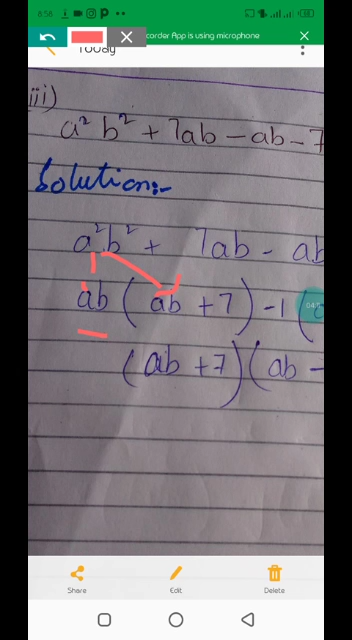 8:56
corder App is using microphone
Today
iii)
a²b² + 7ab - ab - 7
Solution:-
a²b² + 7ab - ab
ab (ab + 7) - 1 (
(ab + 7) (ab -
Share Edit Delete